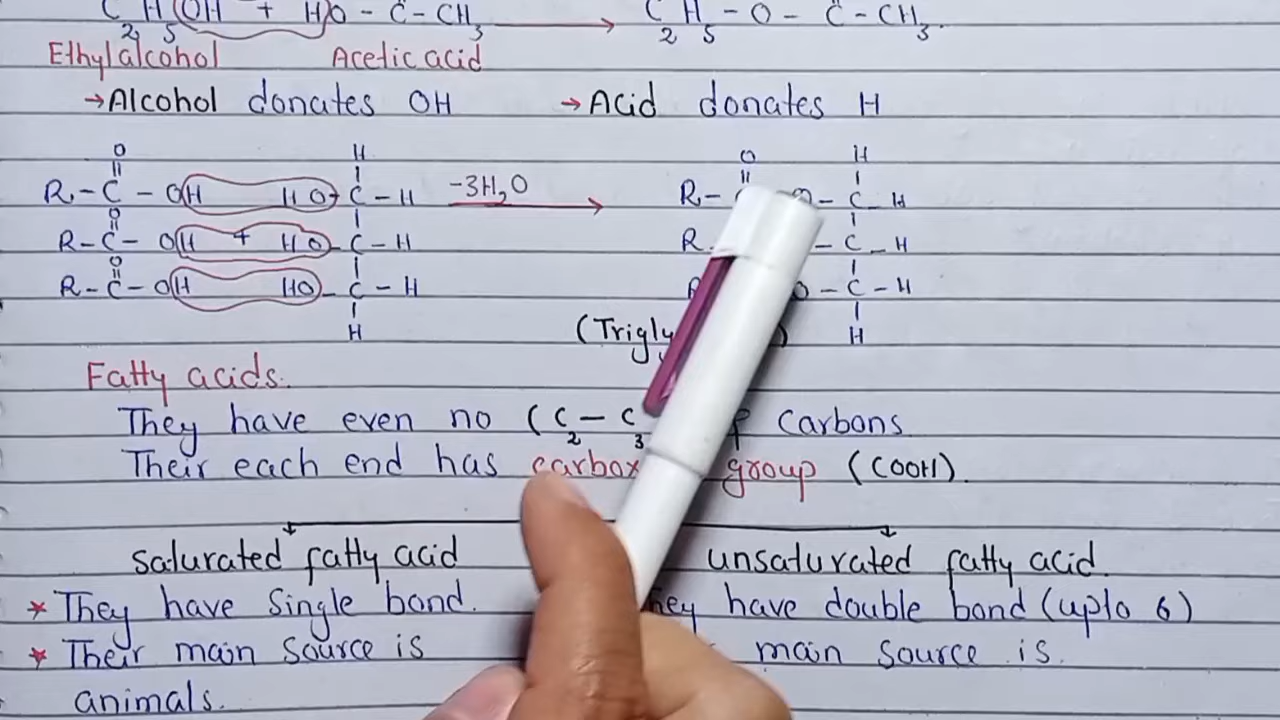 C2H5OH + HO - C - CH3 → C2H5 - O - C - CH3.
Ethylalcohol Acetic acid
→ Alcohol donates OH → Acid donates H
O H O H
R - C - OH HO - C - H -3H2O → R - O - C - H
O
R - C - OH + HO - C - H R - C - H
O
R - C - OH HO - C - H O - C - H
H H
Fatty acids.
They have even no (C2 - C3 Carbons
Their each end has group (COOH).
saturated fatty acid unsaturated fatty acid.
* They have Single bond. have double bond (upto 6)
* Their main Source is main Source is.
animals.